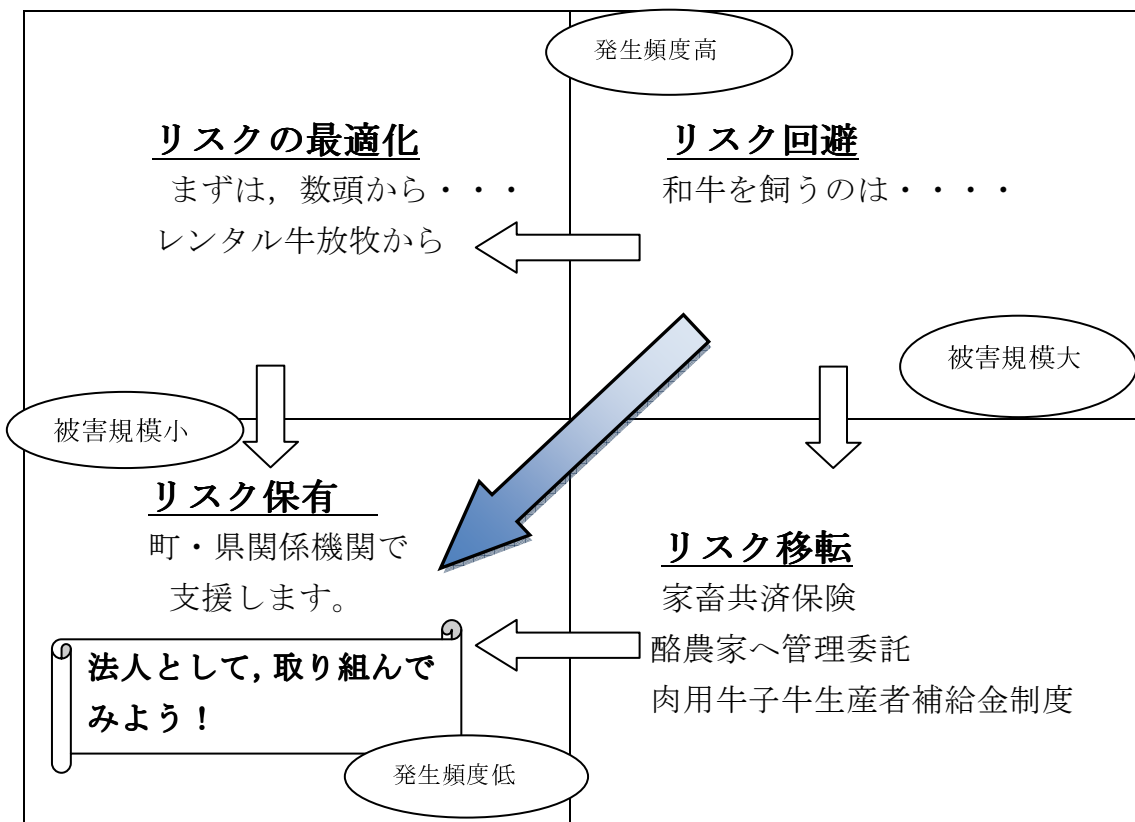 発生頻度高
リスクの最適化
まずは，数頭から・・・
レンタル牛放牧から
リスク回避
和牛を飼うのは・・・・
被害規模大
被害規模小
リスク保有
町・県関係機関で
支援します。
法人として,取り組んで
みよう！
発生頻度低
リスク移転
家畜共済保険
酪農家へ管理委託
肉用牛子牛生産者補給金制度